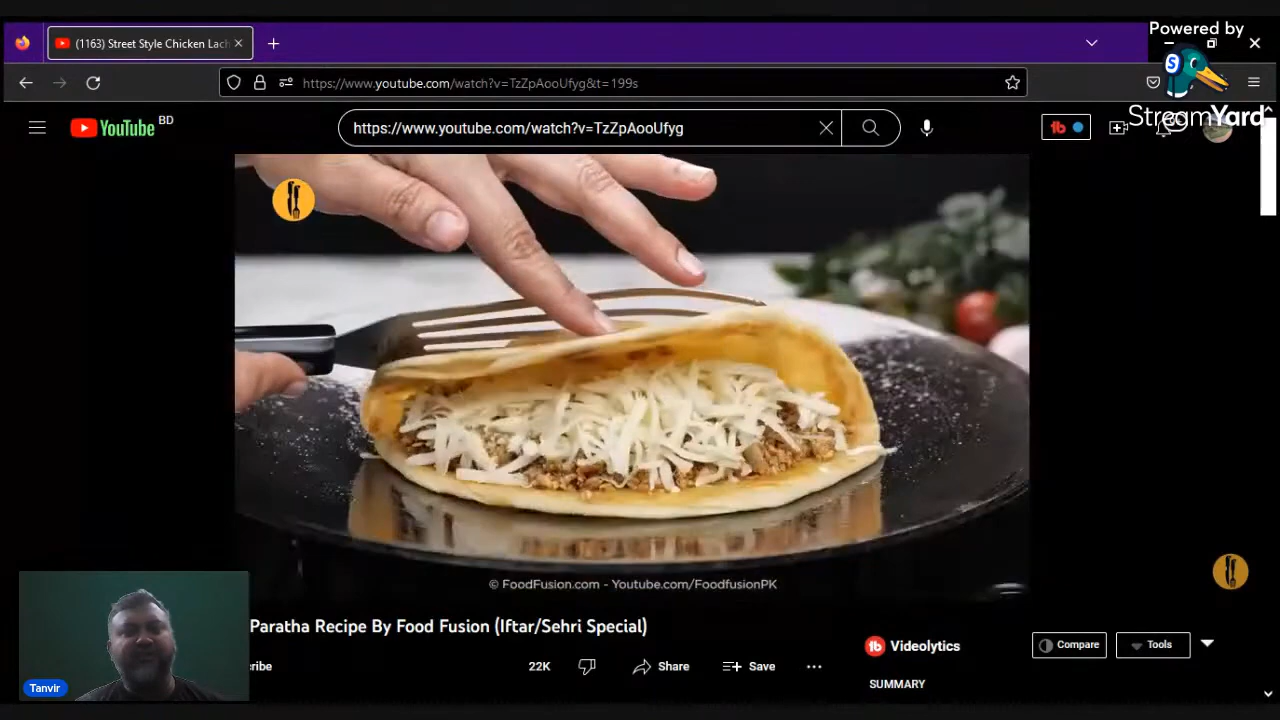 Powered by
(1163) Street Style Chicken Lach
https://www.youtube.com/watch?v=TzZpAooUfyg&t=199s
StreamYard
YouTube BD
https://www.youtube.com/watch?v=TzZpAooUfyg
© FoodFusion.com - Youtube.com/FoodfusionPK
Paratha Recipe By Food Fusion (Iftar/Sehri Special)
Videolytics
Compare
Tools
cribe
22K
Share
Save
SUMMARY
Tanvir